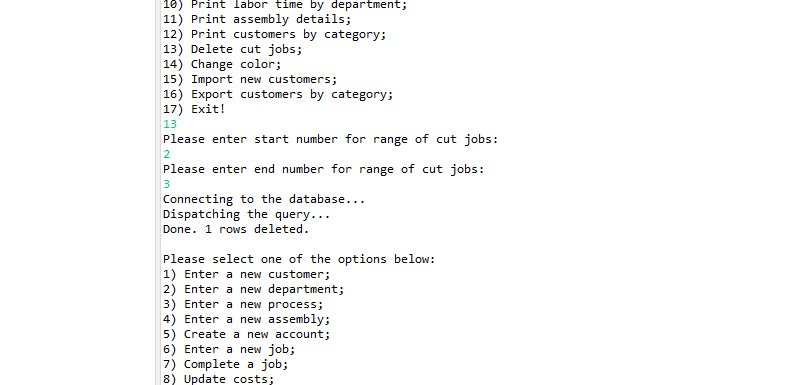 10) Print labor time by department;
11) Print assembly details;
12) Print customers by category;
13) Delete cut jobs;
14) Change color;
15) Import new customers;
16) Export customers by category;
17) Exit!
13
Please enter start number for range of cut jobs:
2
Please enter end number for range of cut jobs:
3
Connecting to the database...
Dispatching the query...
Done. 1 rows deleted.
Please select one of the options below:
1) Enter a new customer;
2) Enter a new department;
3) Enter a new process;
4) Enter a new assembly;
5) Create a new account;
6) Enter a new job;
7) Complete a job;
8) Update costs;